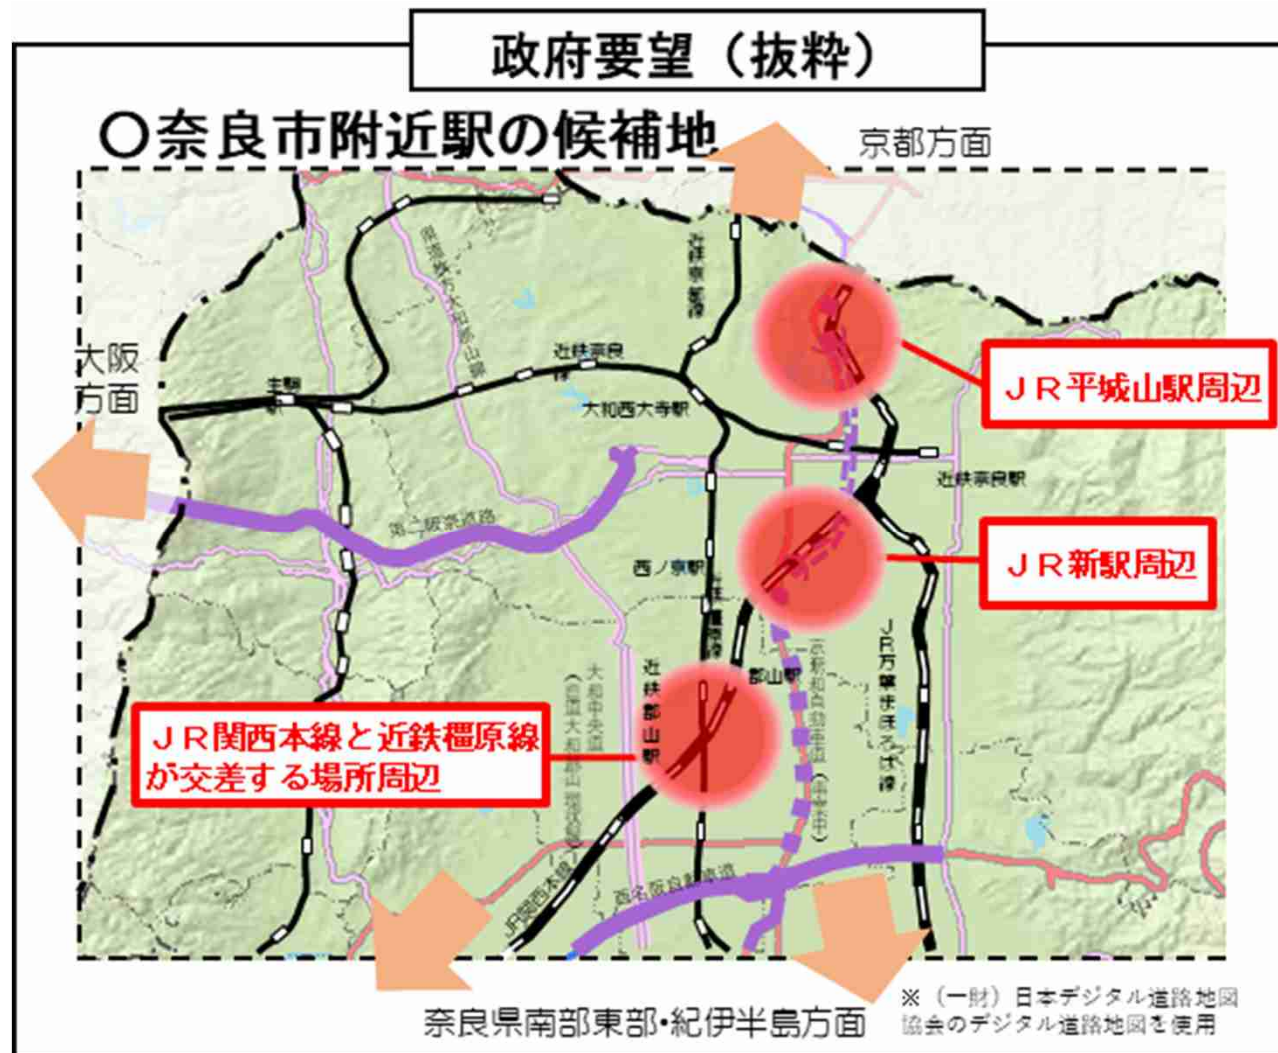 政府要望（抜粋）
〇奈良市附近駅の候補地
京都方面
大阪
方面
近鉄京都線
近鉄奈良
線
生駒
駅
大和西大寺駅
ＪＲ平城山駅周辺
近鉄奈良駅
第二阪奈道路
西ノ京駅
ＪＲ新駅周辺
近鉄橿原線
郡山駅
近鉄郡山駅
大和中央道
ＪＲ万葉まほろば線
ＪＲ関西本線と近鉄橿原線
が交差する場所周辺
JR関西本線
西名阪自動車道
奈良県南部東部・紀伊半島方面
※（一財）日本デジタル道路地図
協会のデジタル道路地図を使用